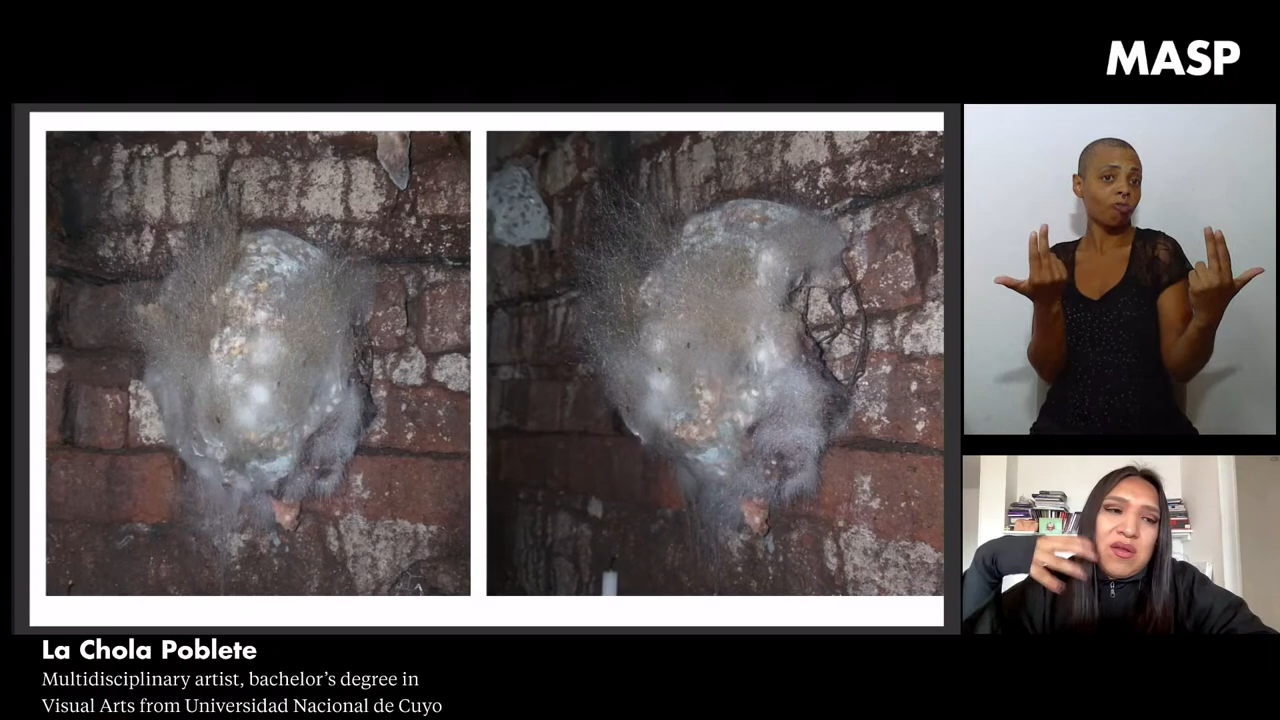 MASP
La Chola Poblete
Multidisciplinary artist, bachelor’s degree in
Visual Arts from Universidad Nacional de Cuyo